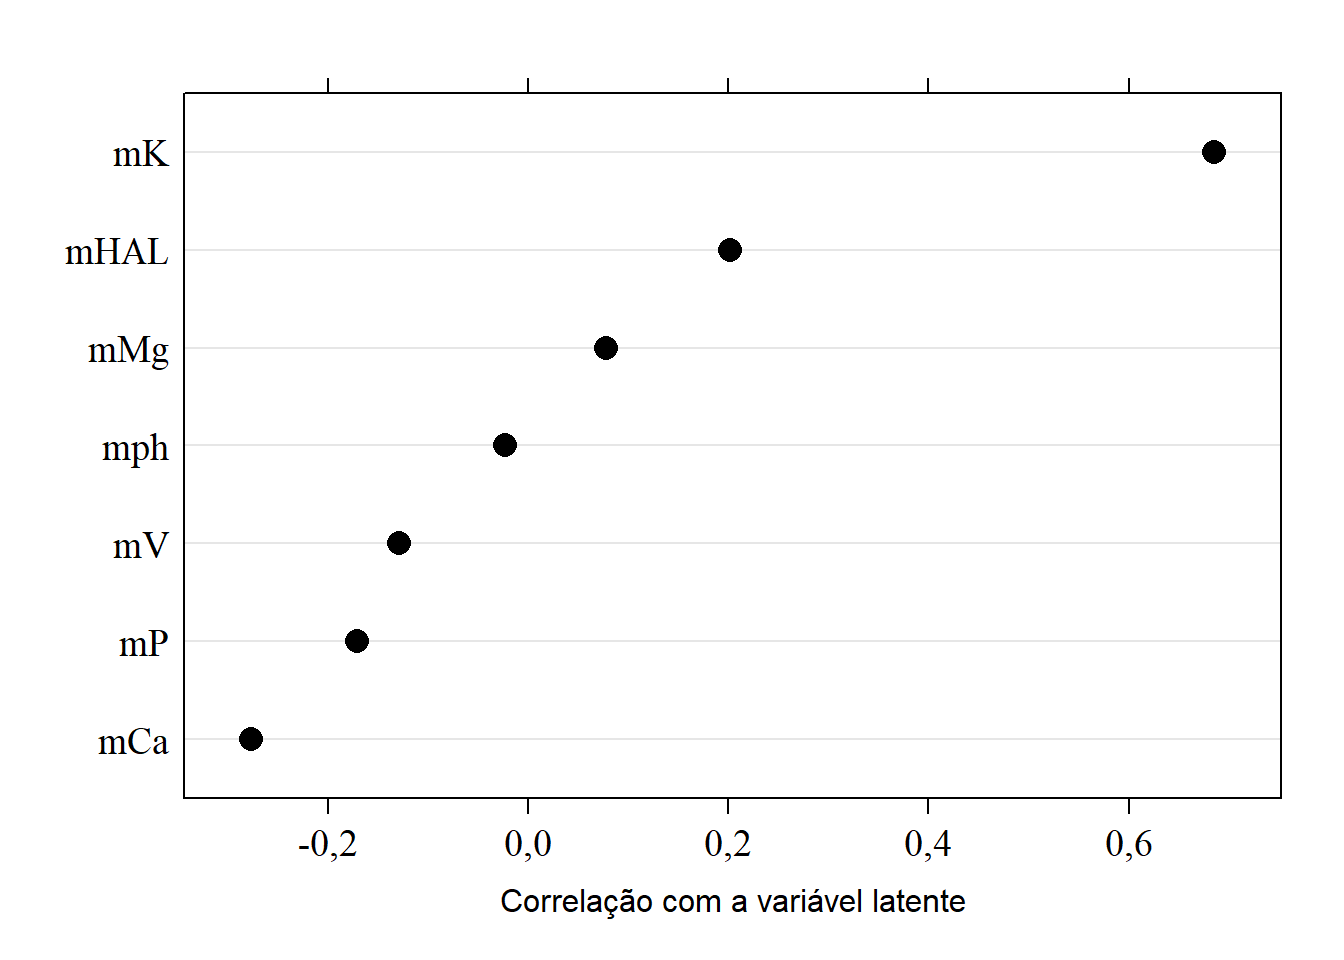 mK
mHAL
mMg
mph
mV
mP
mCa
-0,2 0,0 0,2 0,4 0,6
Correlação com a variável latente